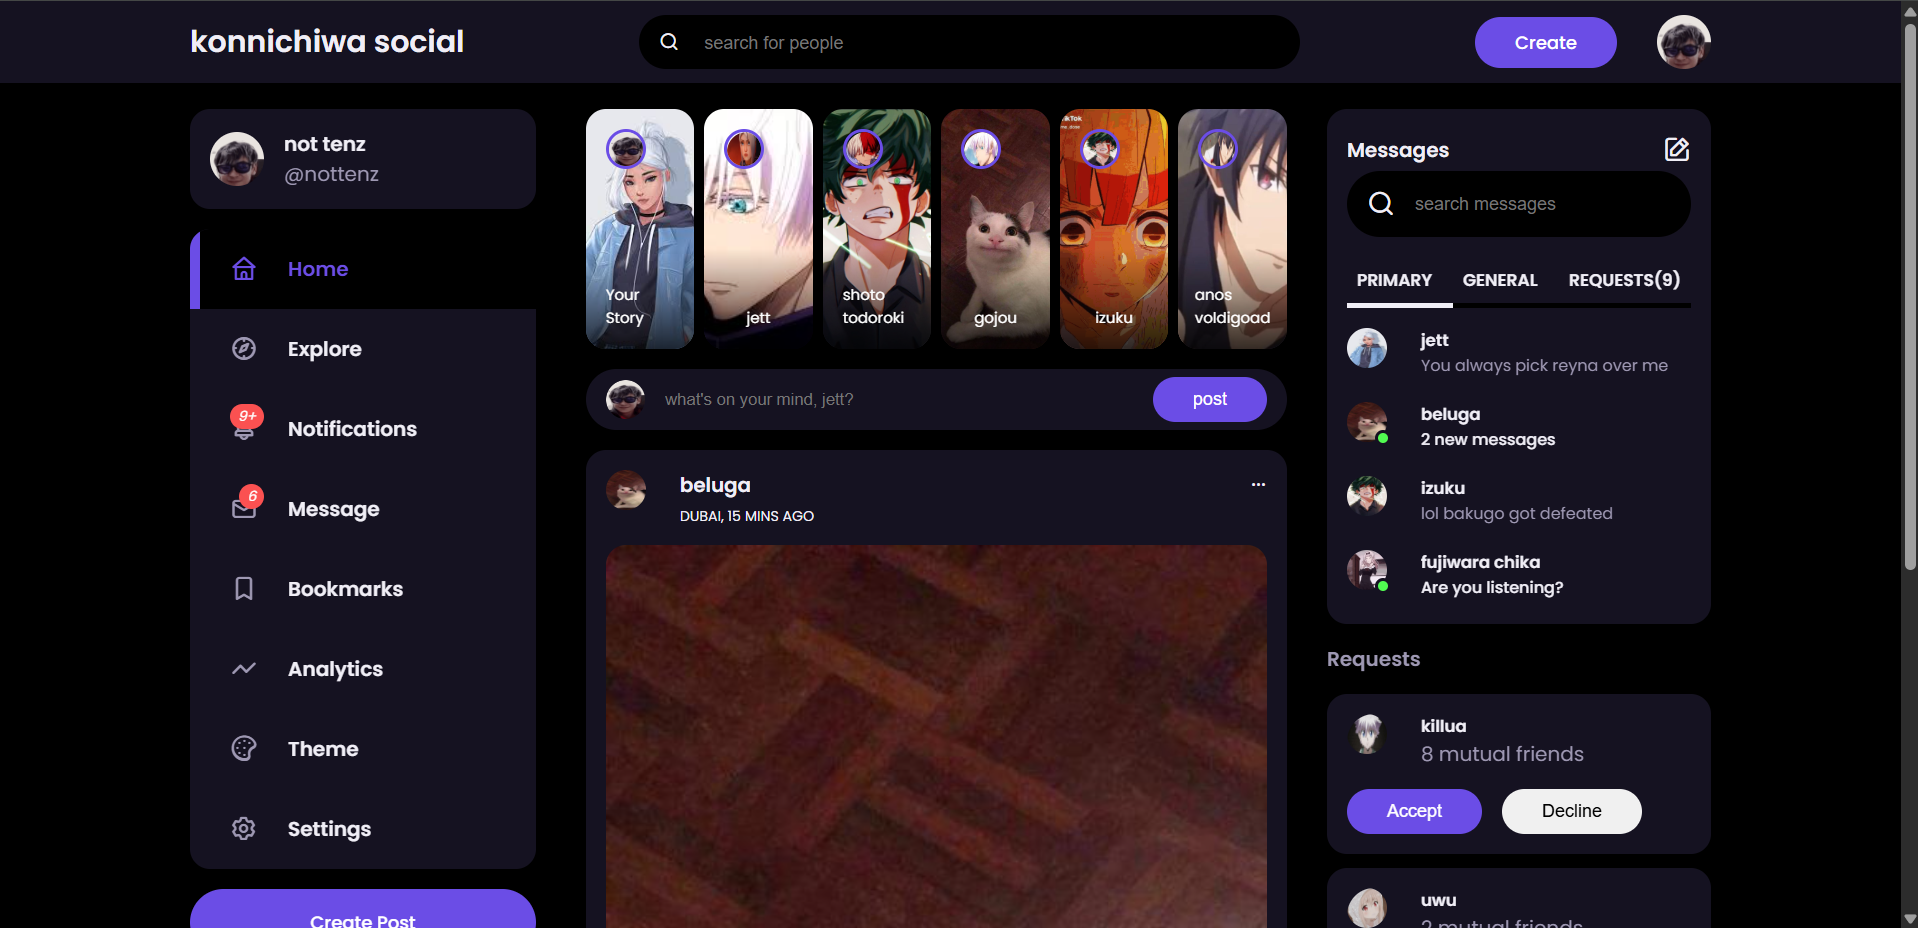 konnichiwa social
search for people
Create
not tenz
@nottenz
Home
Explore
9+
Notifications
6
Message
Bookmarks
Analytics
Theme
Settings
Create Post
Your
Story
jett
shoto
todoroki
gojou
izuku
anos
voldigoad
what's on your mind, jett?
post
beluga
DUBAI, 15 MINS AGO
Messages
search messages
PRIMARY
GENERAL
REQUESTS(9)
jett
You always pick reyna over me
beluga
2 new messages
izuku
lol bakugo got defeated
fujiwara chika
Are you listening?
Requests
killua
8 mutual friends
Accept
Decline
uwu
2 mutual friends